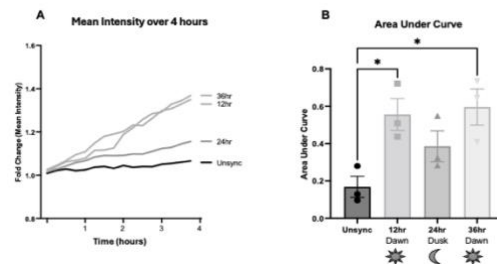 A
Mean Intensity over 4 hours
Fold Change (Mean Intensity)
1.6
1.4
1.2
1.0
0.8
0
1
2
3
4
Time (hours)
36hr
12hr
24hr
Unsync
B
Area Under Curve
Area Under Curve
0.8
0.6
0.4
0.2
0.0
*
*
Unsync
12hr
Dawn
24hr
Dusk
36hr
Dawn